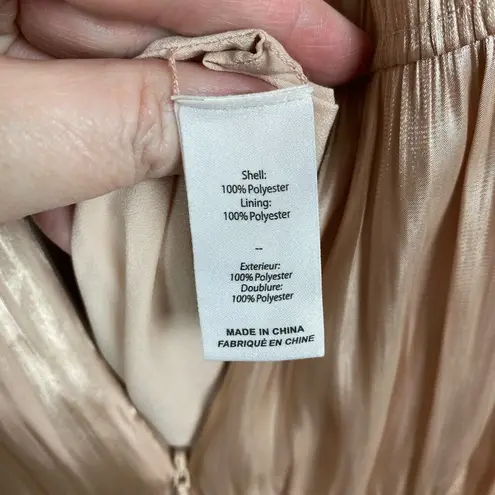 Shell:
100% Polyester
Lining:
100% Polyester
--
Exterieur:
100% Polyester
Doublure:
100% Polyester
MADE IN CHINA
FABRIQUÉ EN CHINE